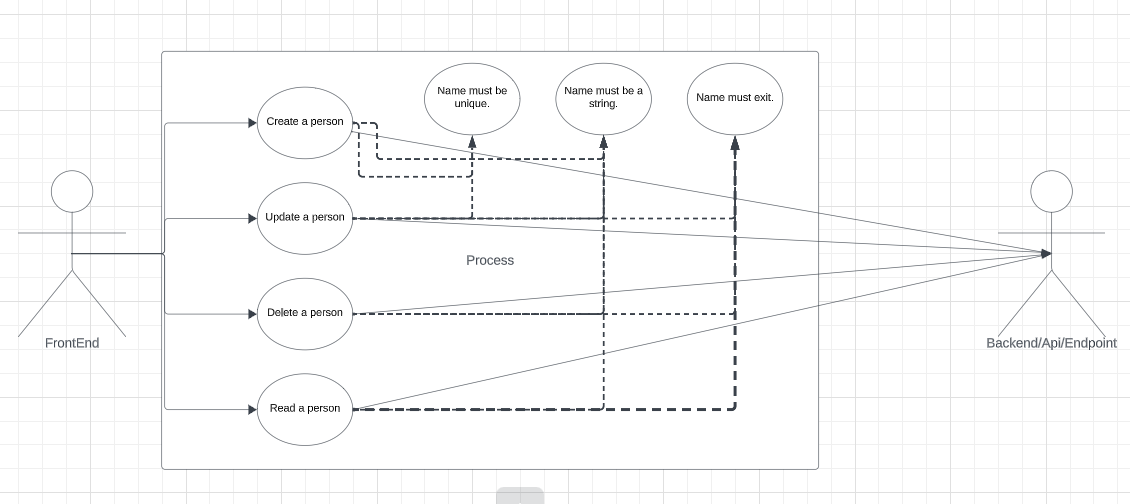 Name must be
unique.
Name must be a
string.
Name must exit.
Create a person
Update a person
Process
Delete a person
FrontEnd
Backend/Api/Endpoint
Read a person